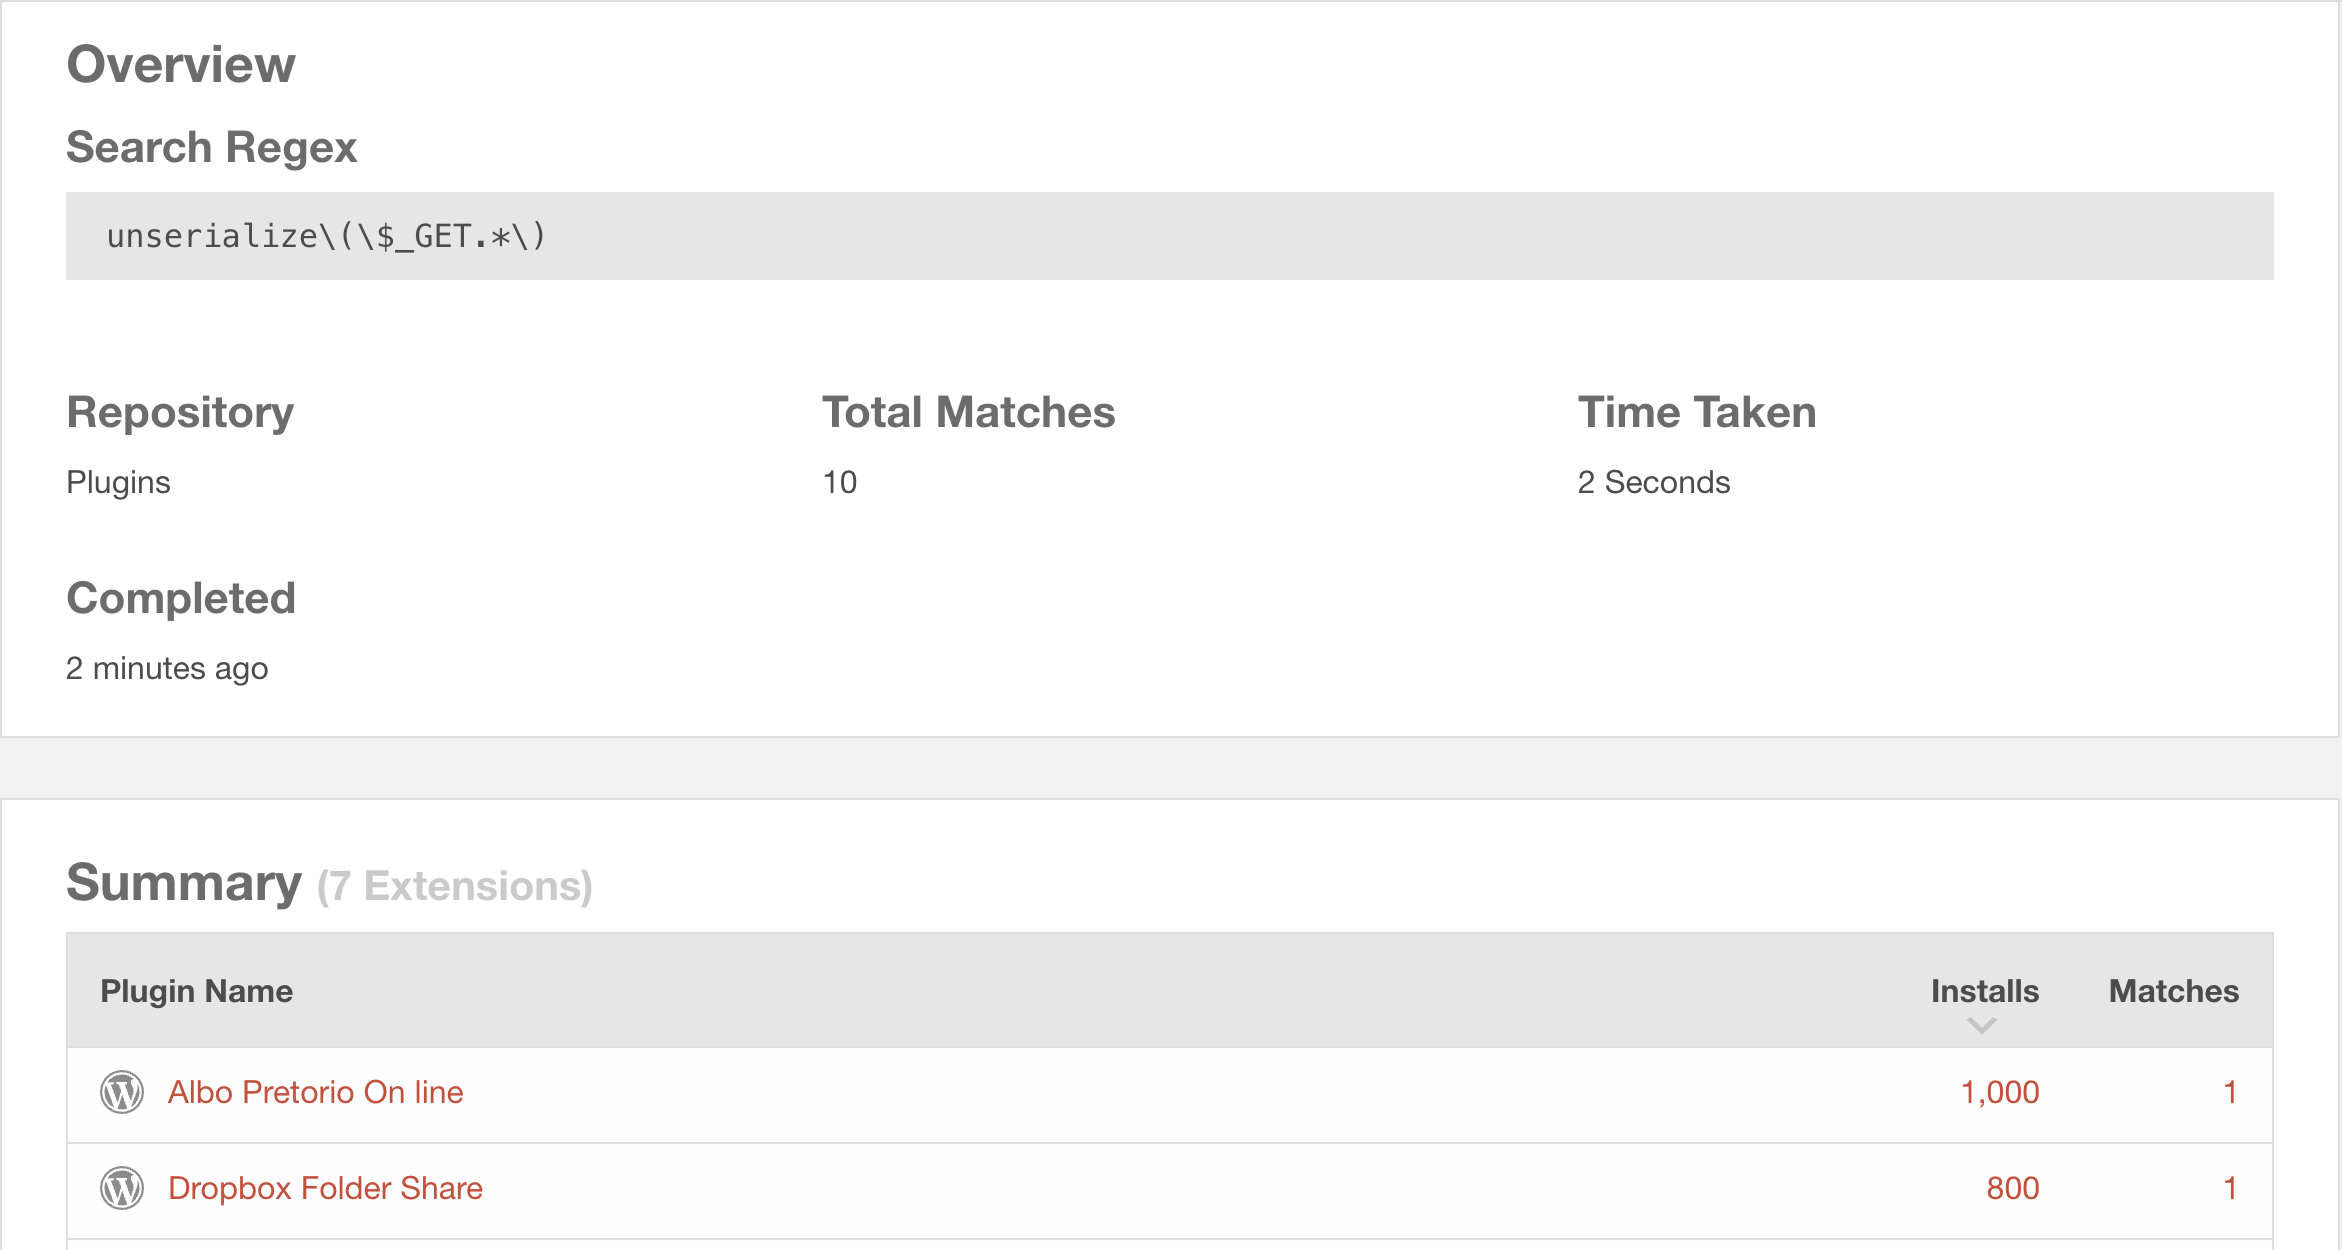 Overview
Search Regex
unserialize\(\$_GET.*\)
Repository
Total Matches
Time Taken
Plugins
10
2 Seconds
Completed
2 minutes ago
Summary (7 Extensions)
Plugin Name Installs Matches
Albo Pretorio On line 1,000 1
Dropbox Folder Share 800 1